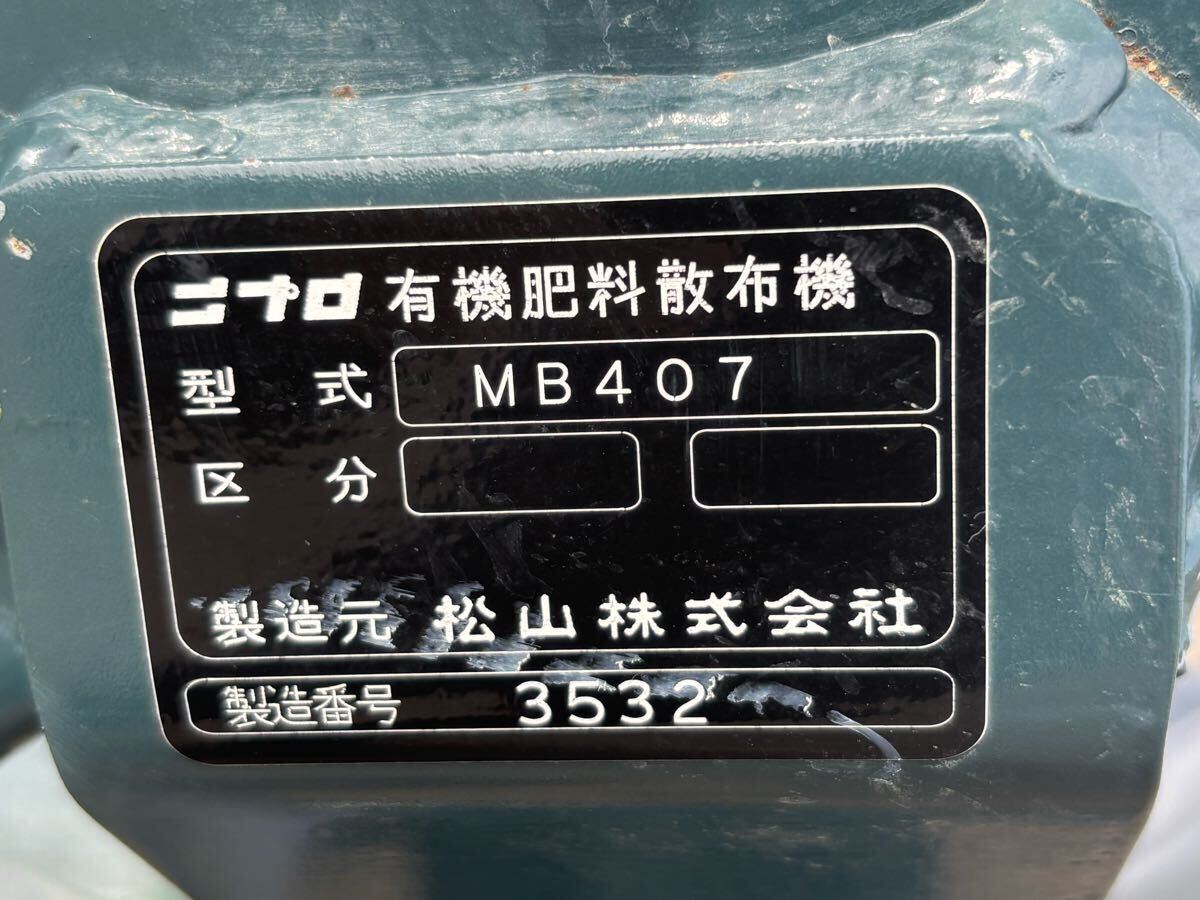 ニプロ 有機肥料散布機
型式 MB407
区分
製造元 松山株式会社
製造番号 3532